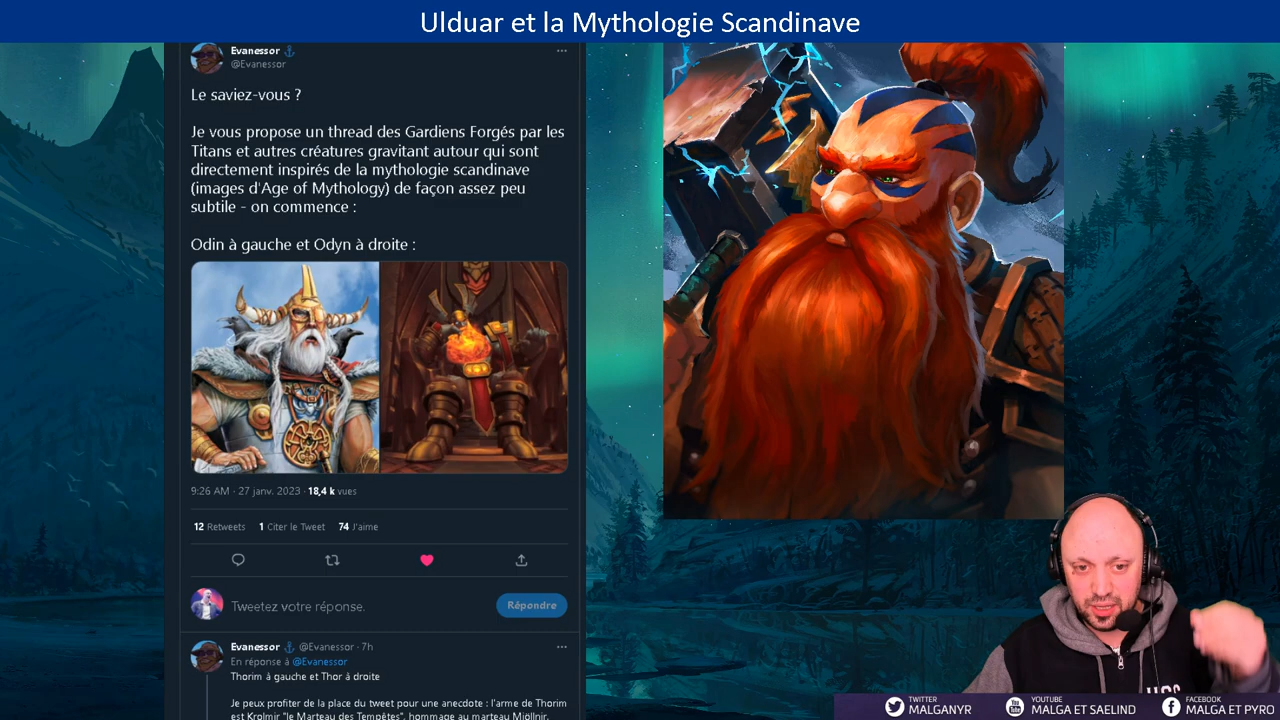 Ulduar et la Mythologie Scandinave
Evanessor
@Evanessor
Le saviez-vous ?
Je vous propose un thread des Gardiens Forgés par les
Titans et autres créatures gravitant autour qui sont
directement inspirés de la mythologie scandinave
(images d'Age of Mythology) de façon assez peu
subtile - on commence :
Odin à gauche et Odyn à droite :
9:26 AM · 27 janv. 2023 · 18,4 k vues
12 Retweets 1 Citer le Tweet 74 J'aime
Tweetez votre réponse.
Répondre
Evanessor @Evanessor · 7h
En réponse à @Evanessor
Thorim à gauche et Thor à droite
Je peux profiter de la place du tweet pour une anecdote : l'arme de Thorim
est Krolmir "le Marteau des Tempêtes", hommage au marteau Mjöllnir,
TWITTER
MALGANYR
YOUTUBE
MALGA ET SAELIND
FACEBOOK
MALGA ET PYRO